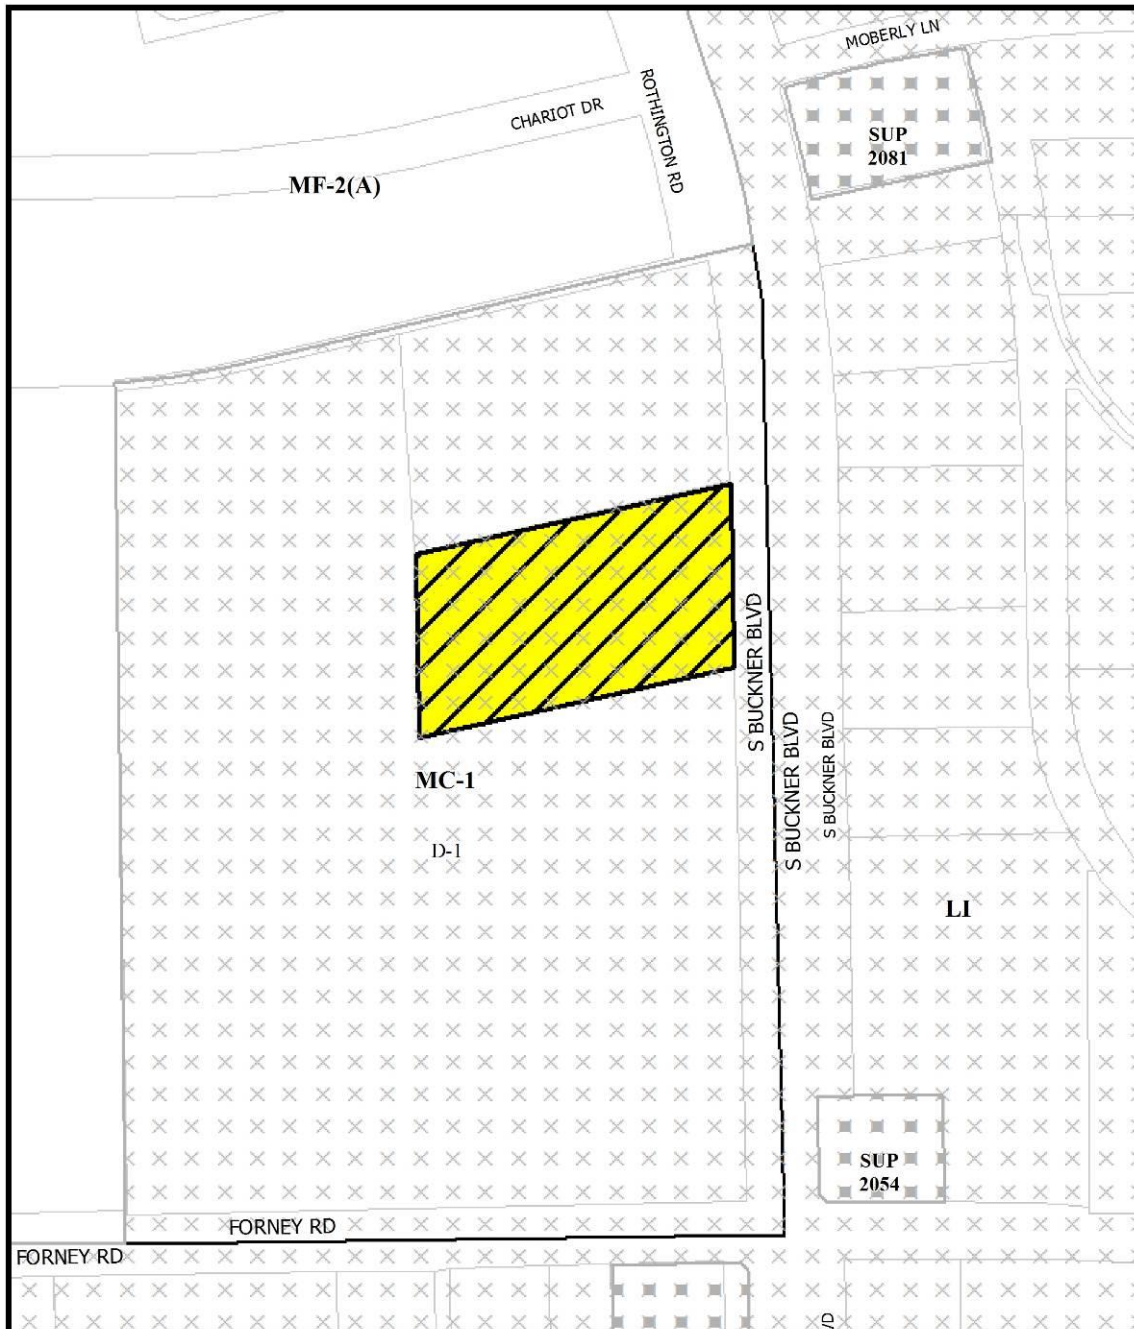 MOBERLY LN
ROTHINGTON RD
CHARIOT DR
SUP
2081
MF-2(A)
S BUCKNER BLVD
S BUCKNER BLVD
S BUCKNER BLVD
MC-1
D-1
LI
SUP
2054
FORNEY RD
FORNEY RD